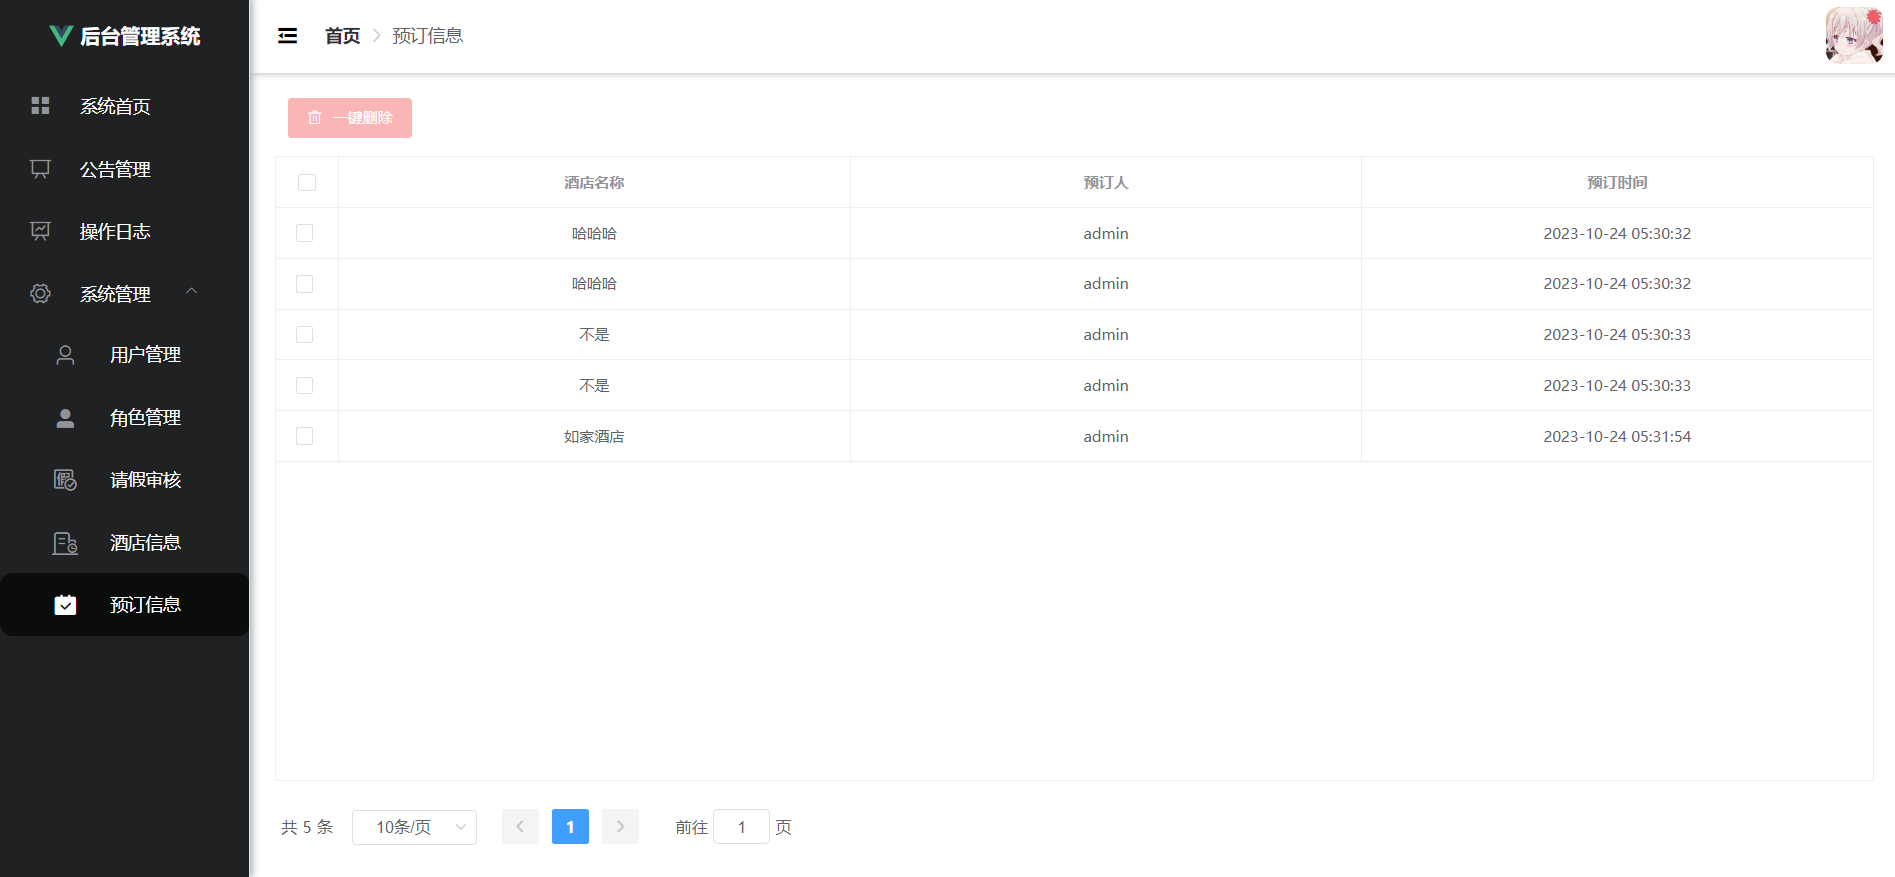 后台管理系统
首页 > 预订信息
系统首页
公告管理
操作日志
系统管理
用户管理
角色管理
请假审核
酒店信息
预订信息
一键删除
酒店名称 预订人 预订时间
哈哈哈 admin 2023-10-24 05:30:32
哈哈哈 admin 2023-10-24 05:30:32
不是 admin 2023-10-24 05:30:33
不是 admin 2023-10-24 05:30:33
如家酒店 admin 2023-10-24 05:31:54
共 5 条 10条/页 1 前往 1 页